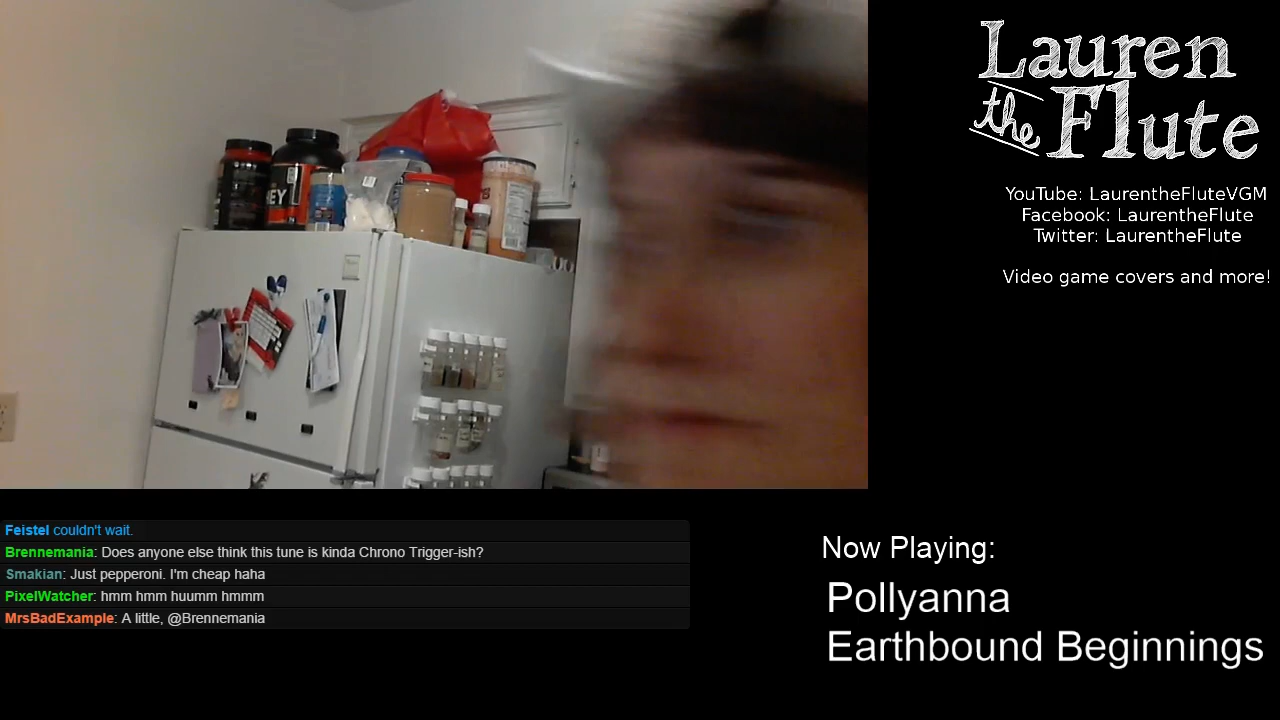 Lauren
the Flute
YouTube: LaurentheFluteVGM
Facebook: LaurentheFlute
Twitter: LaurentheFlute
Video game covers and more!
HEY
Feistel couldn't wait.
Brennemania: Does anyone else think this tune is kinda Chrono Trigger-ish?
Smakian: Just pepperoni. I'm cheap haha
PixelWatcher: hmm hmm huumm hmmm
MrsBadExample: A little, @Brennemania
Now Playing:
Pollyanna
Earthbound Beginnings